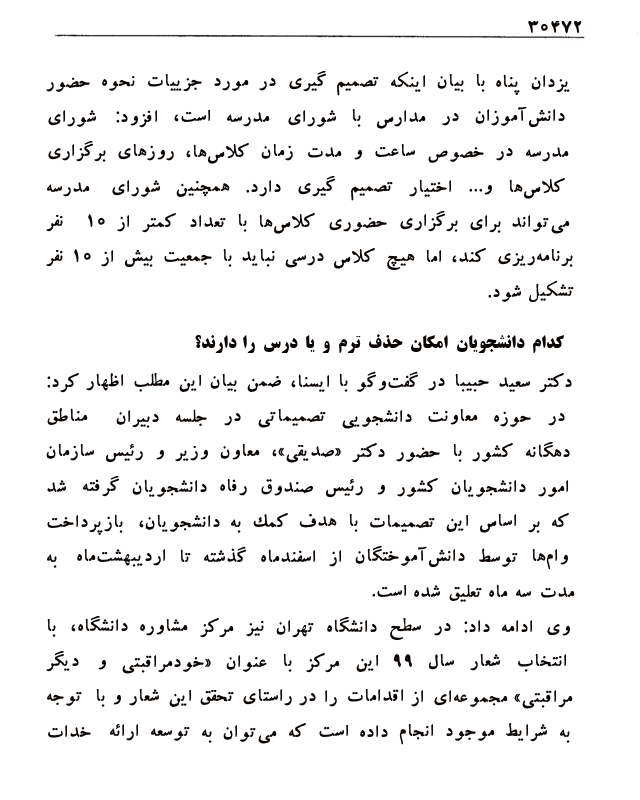 ۳۰۴۷۲
یزدان پناه با بیان اینکه تصمیم گیری در مورد جزییات نحوه حضور
دانش‌آموزان در مدارس با شورای مدرسه است، افزود: شورای
مدرسه در خصوص ساعت و مدت زمان کلاس‌ها، روزهای برگزاری
کلاس‌ها و... اختیار تصمیم گیری دارد. همچنین شورای مدرسه
می‌تواند برای برگزاری حضوری کلاس‌ها با تعداد کمتر از ۱۰ نفر
برنامه‌ریزی کند، اما هیچ کلاس درسی نباید با جمعیت بیش از ۱۰ نفر
تشکیل شود.
کدام دانشجویان امکان حذف ترم و یا درس را دارند؟
دکتر سعید حبیبا در گفت‌وگو با ایسنا، ضمن بیان این مطلب اظهار کرد:
در حوزه معاونت دانشجویی تصمیماتی در جلسه دبیران مناطق
دهگانه کشور با حضور دکتر «صدیقی»، معاون وزیر و رئیس سازمان
امور دانشجویان کشور و رئیس صندوق رفاه دانشجویان گرفته شد
که بر اساس این تصمیمات با هدف کمك به دانشجویان، بازپرداخت
وام‌ها توسط دانش‌آموختگان از اسفندماه گذشته تا اردیبهشت‌ماه به
مدت سه ماه تعلیق شده است.
وی ادامه داد: در سطح دانشگاه تهران نیز مرکز مشاوره دانشگاه، با
انتخاب شعار سال ۹۹ این مرکز با عنوان «خودمراقبتی و دیگر
مراقبتی» مجموعه‌ای از اقدامات را در راستای تحقق این شعار و با توجه
به شرایط موجود انجام داده است که می‌توان به توسعه ارائه خدات